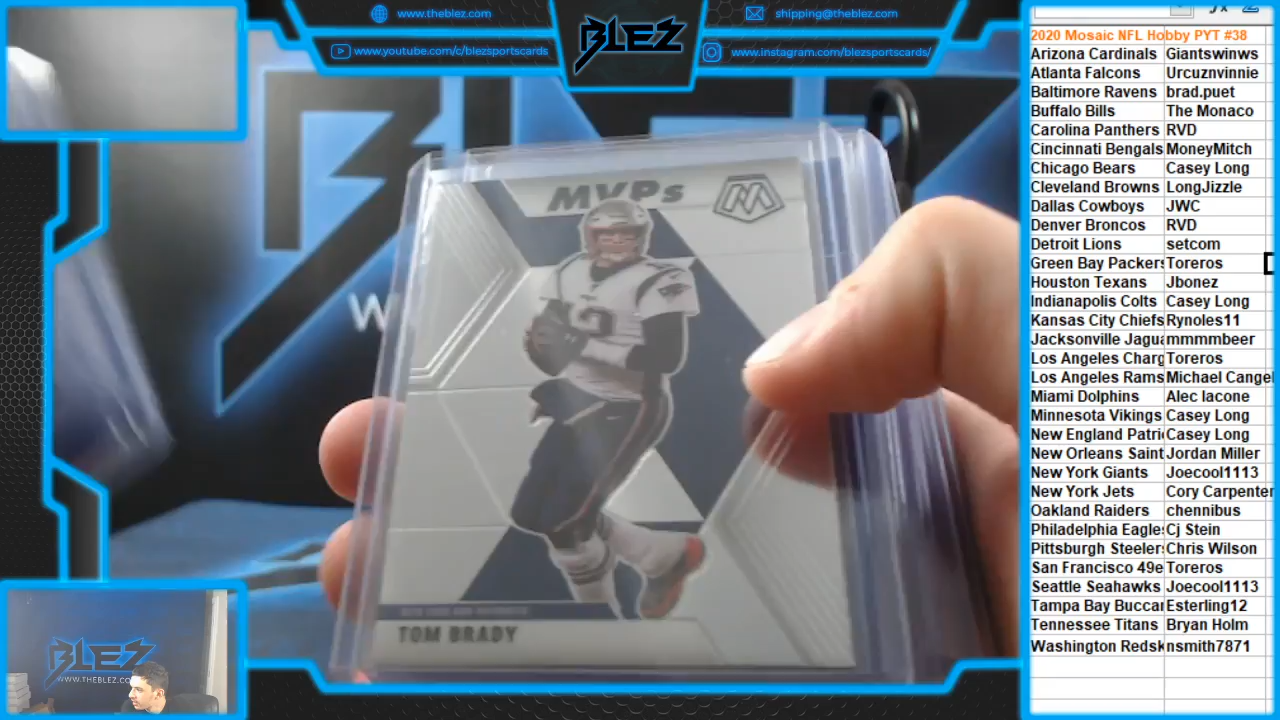 www.theblez.com
www.youtube.com/c/blezsportscards
BLEZ
shipping@theblez.com
www.instagram.com/blezsportscards/
MVPs
TOM BRADY
BLEZ
2020 Mosaic NFL Hobby PYT #38
Arizona Cardinals Giantswinws
Atlanta Falcons Urcuznvinnie
Baltimore Ravens brad.puet
Buffalo Bills The Monaco
Carolina Panthers RVD
Cincinnati Bengals MoneyMitch
Chicago Bears Casey Long
Cleveland Browns LongJizzle
Dallas Cowboys JWC
Denver Broncos RVD
Detroit Lions setcom
Green Bay Packers Toreros
Houston Texans Jbonez
Indianapolis Colts Casey Long
Kansas City Chiefs Rynoles11
Jacksonville Jagua mmmmbeer
Los Angeles Charg Toreros
Los Angeles Rams Michael Cangel
Miami Dolphins Alec Iacone
Minnesota Vikings Casey Long
New England Patri Casey Long
New Orleans Saint Jordan Miller
New York Giants Joecool1113
New York Jets Cory Carpenter
Oakland Raiders chennibus
Philadelphia Eagle Cj Stein
Pittsburgh Steeler Chris Wilson
San Francisco 49e Toreros
Seattle Seahawks Joecool1113
Tampa Bay Buccar Esterling12
Tennessee Titans Bryan Holm
Washington Redsk nsmith7871